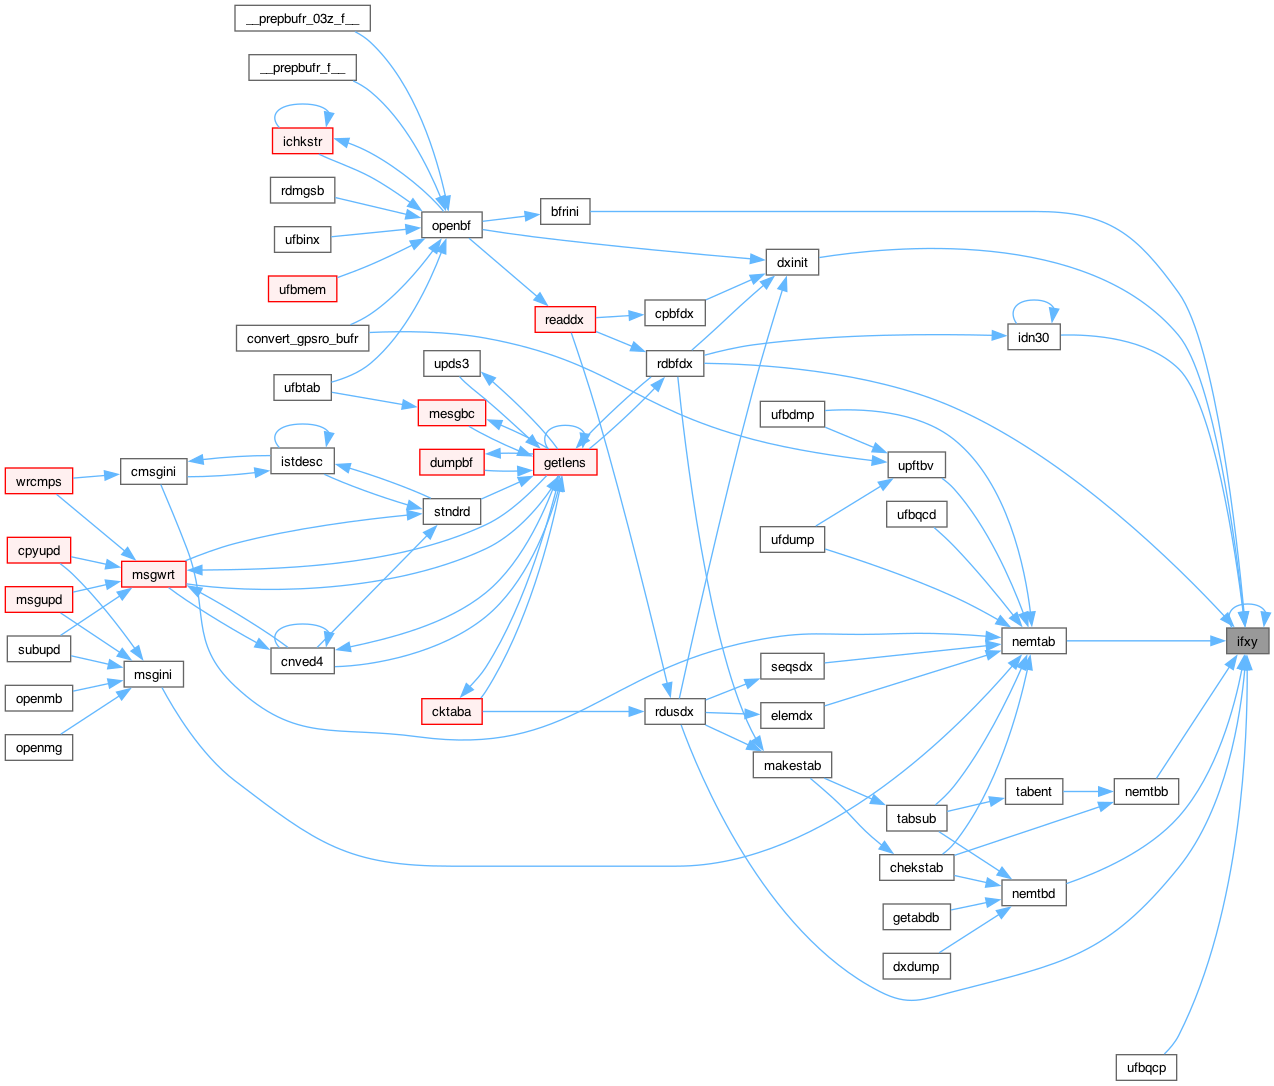 __prepbufr_03z_f__
__prepbufr_f__
ichkstr
rdmgsb
bfrini
openbf
ufbinx
dxinit
ufbmem
cpbfdx
readdx
convert_gpsro_bufr
idn30
upds3
rdbfdx
ufbtab
mesgbc
ufbdmp
istdesc
dumpbf
getlens
upftbv
cmsgini
wrcmps
stndrd
ufbqcd
ufdump
cpyupd
msgwrt
msgupd
subupd
cnved4
nemtab
ifxy
seqsdx
msgini
openmb
cktaba
rdusdx
elemdx
openmg
makestab
tabent
nemtbb
tabsub
chekstab
nemtbd
getabdb
dxdump
ufbqcp